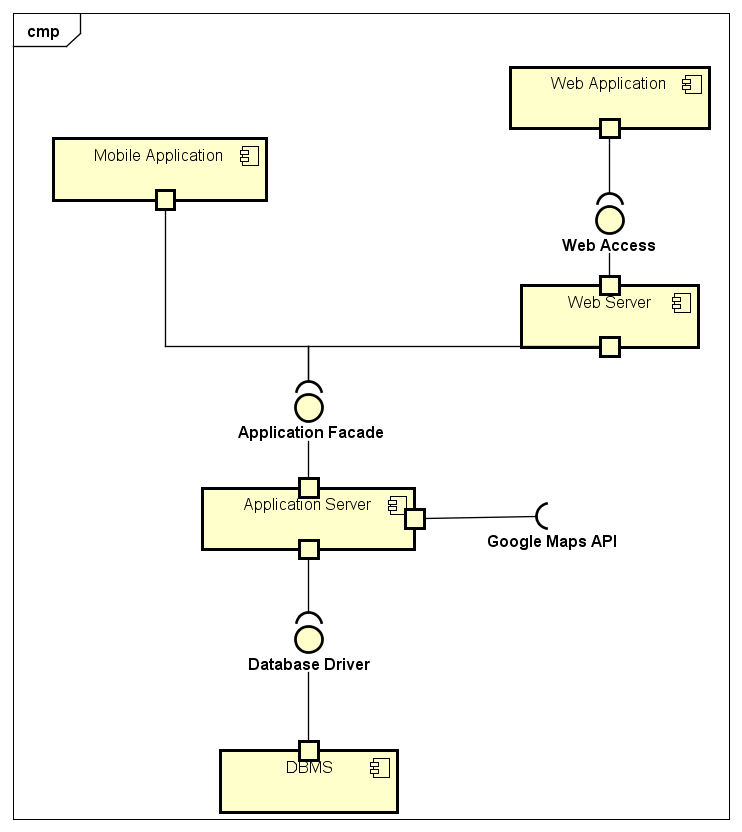 cmp
Web Application
Mobile Application
Web Access
Web Server
Application Facade
Application Server
Google Maps API
Database Driver
DBMS